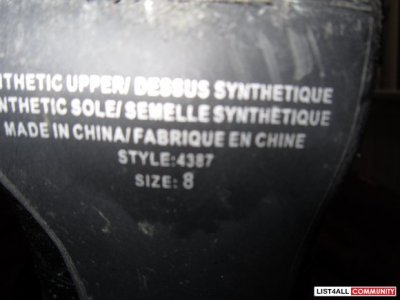 NTHETIC UPPER/ DESSUS SYNTHETIQUE
NTHETIC SOLE/ SEMELLE SYNTHÈTIQUE
MADE IN CHINA/ FABRIQUE EN CHINE
STYLE:4387
SIZE: 8
LIST4ALL COMMUNITY